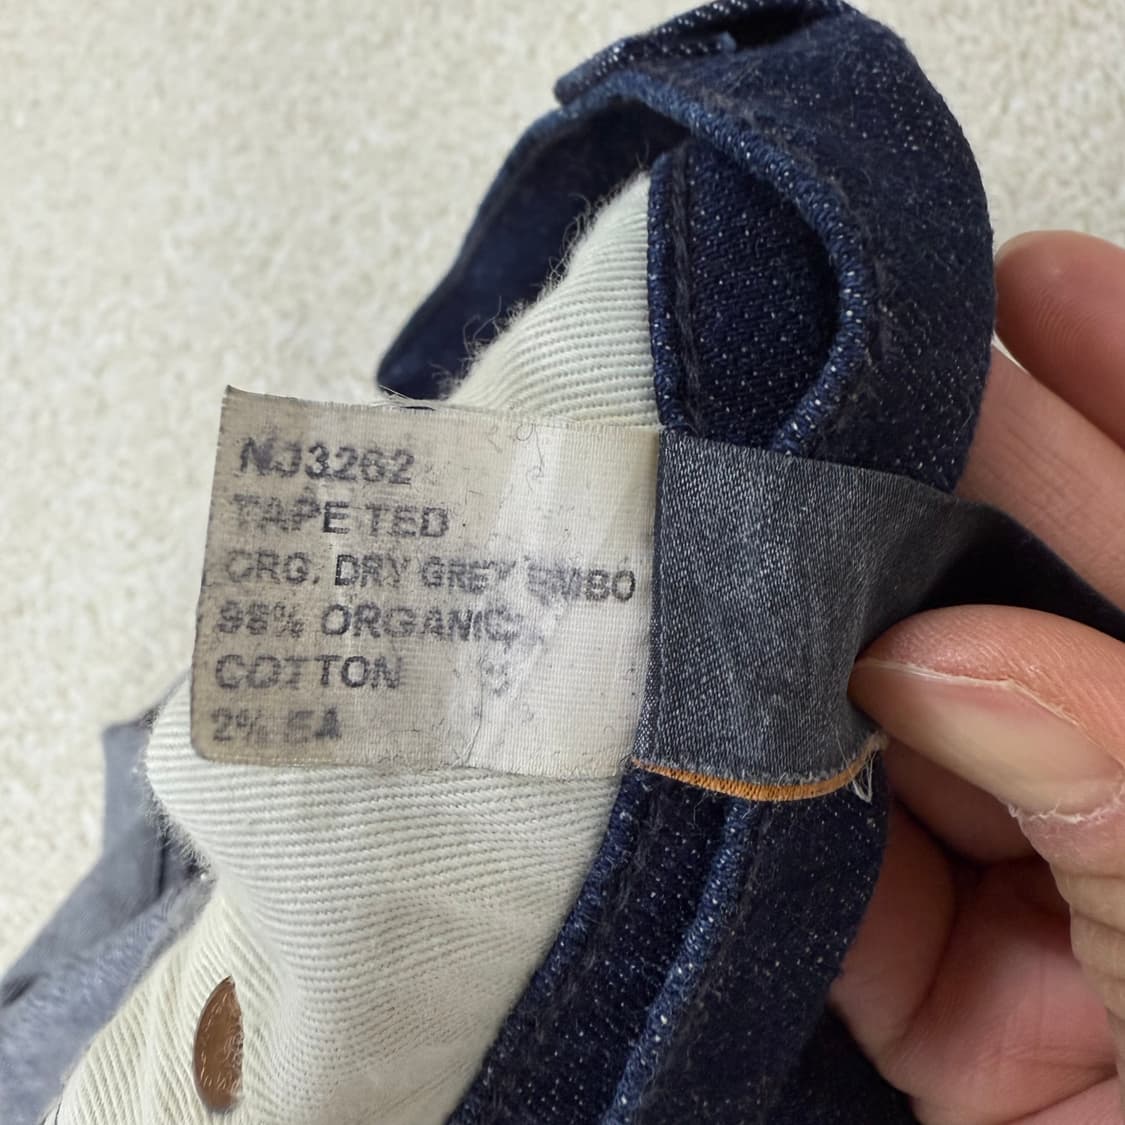 NJ3262
TAPE TED
ORG. DRY GREY EMBO
98% ORGANIC
COTTON
2% EA